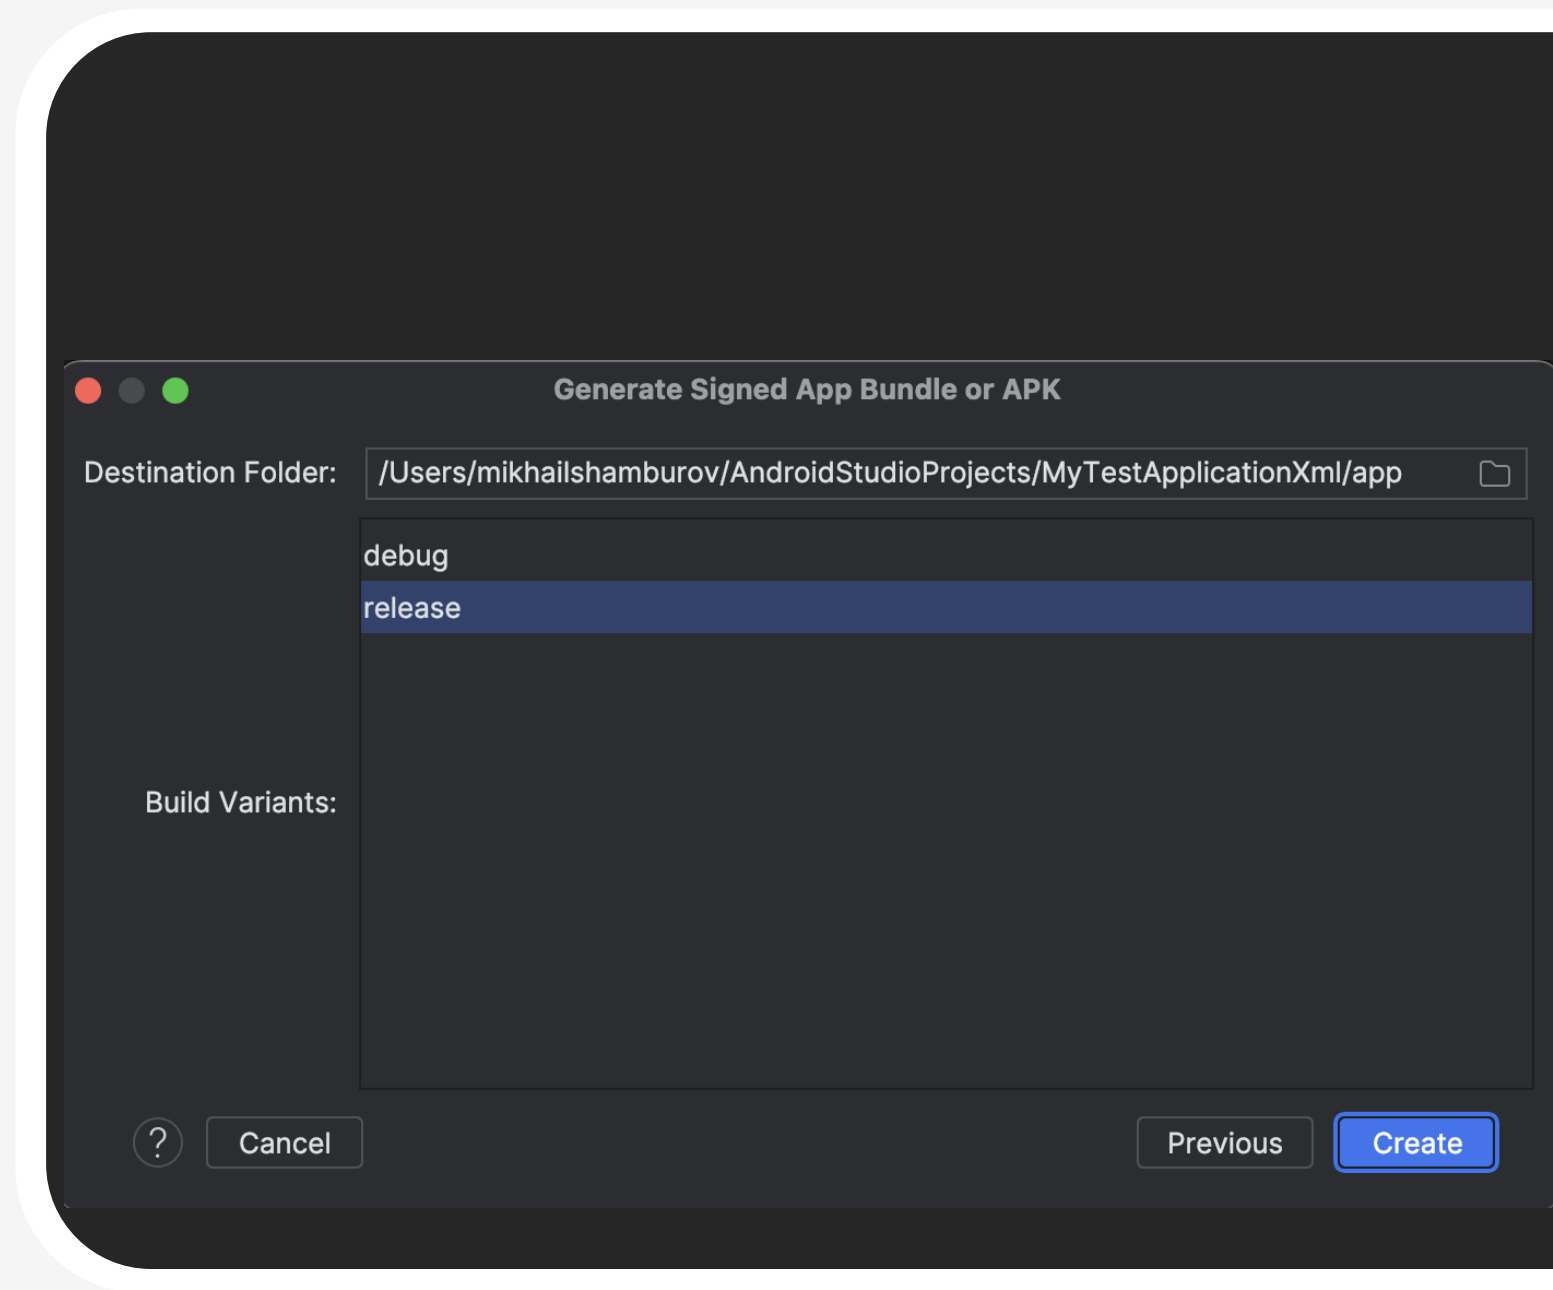 Generate Signed App Bundle or APK
Destination Folder: /Users/mikhailshamburov/AndroidStudioProjects/MyTestApplicationXml/app
debug
release
Build Variants:
? Cancel Previous Create